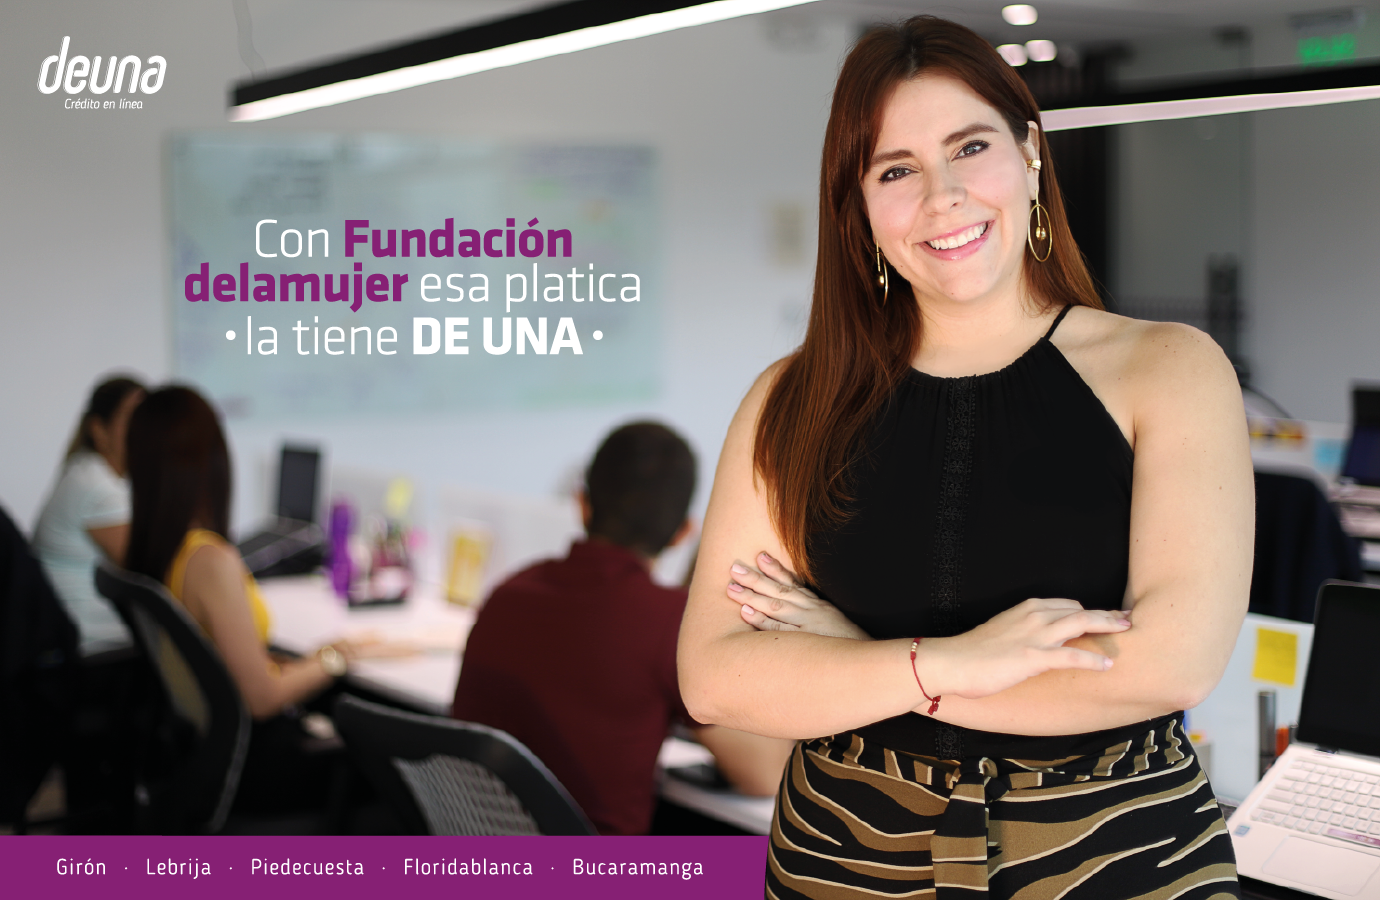 deuna
Crédito en línea
Con Fundación
delamujer esa platica
• la tiene DE UNA •
Girón · Lebrija · Piedecuesta · Floridablanca · Bucaramanga